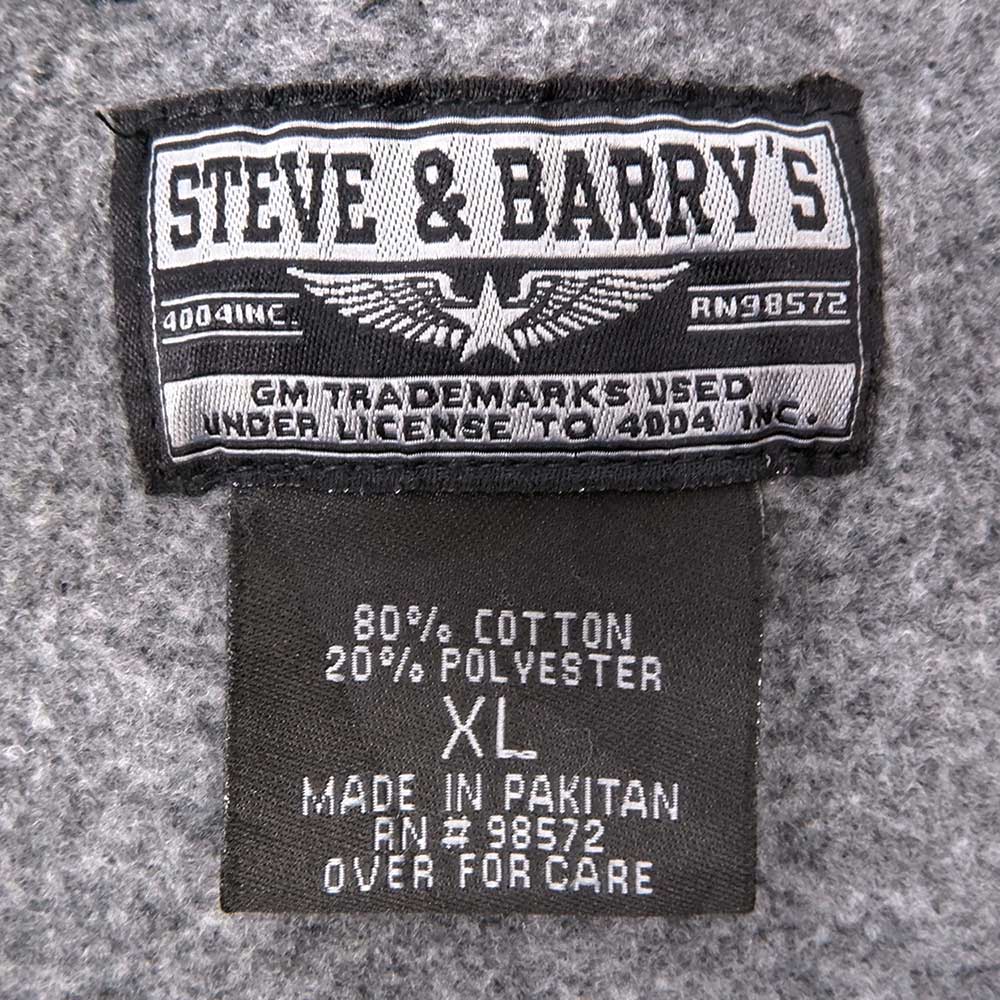 STEVE & BARRY'S
4004INC. RN98572
GM TRADEMARKS USED
UNDER LICENSE TO 4004 INC.
80% COTTON
20% POLYESTER
XL
MADE IN PAKITAN
RN # 98572
OVER FOR CARE